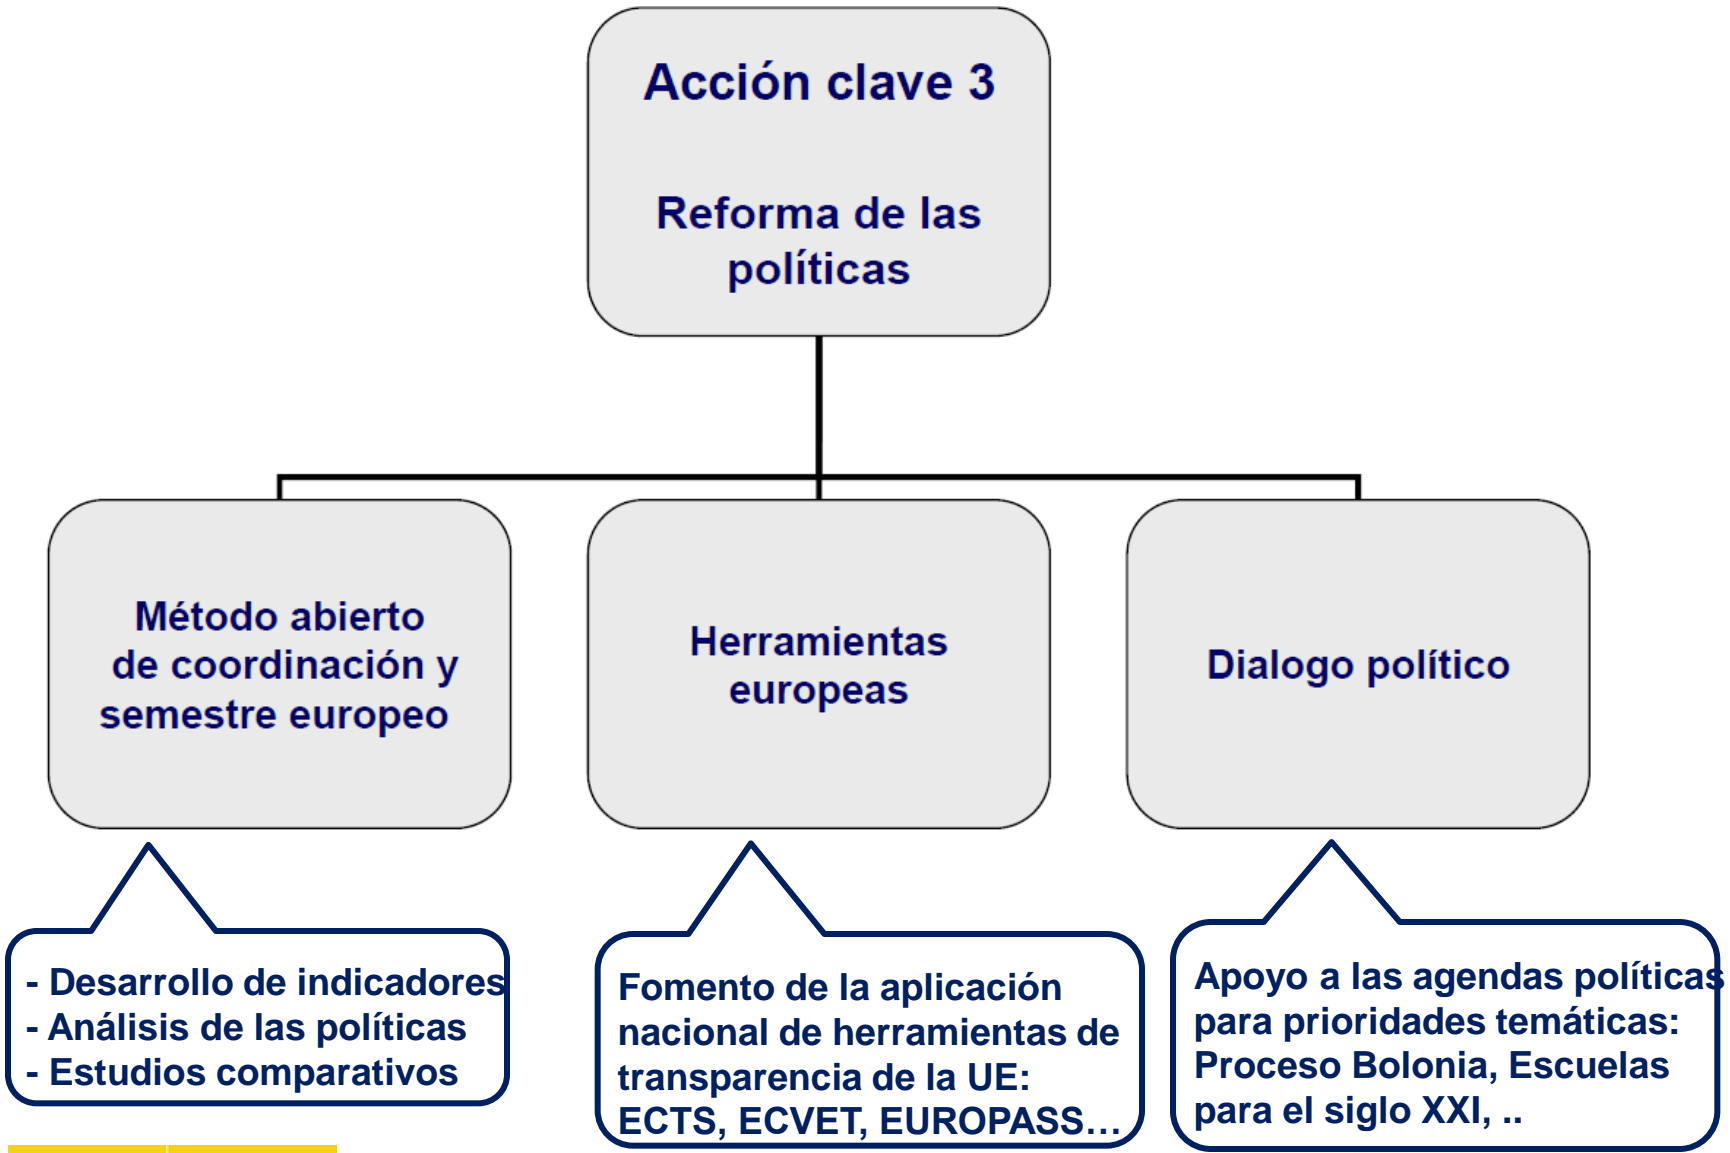 Acción clave 3
Reforma de las
políticas
Método abierto
de coordinación y
semestre europeo
Herramientas
europeas
Dialogo político
- Desarrollo de indicadores
- Análisis de las políticas
- Estudios comparativos
Fomento de la aplicación
nacional de herramientas de
transparencia de la UE:
ECTS, ECVET, EUROPASS…
Apoyo a las agendas políticas
para prioridades temáticas:
Proceso Bolonia, Escuelas
para el siglo XXI, ..